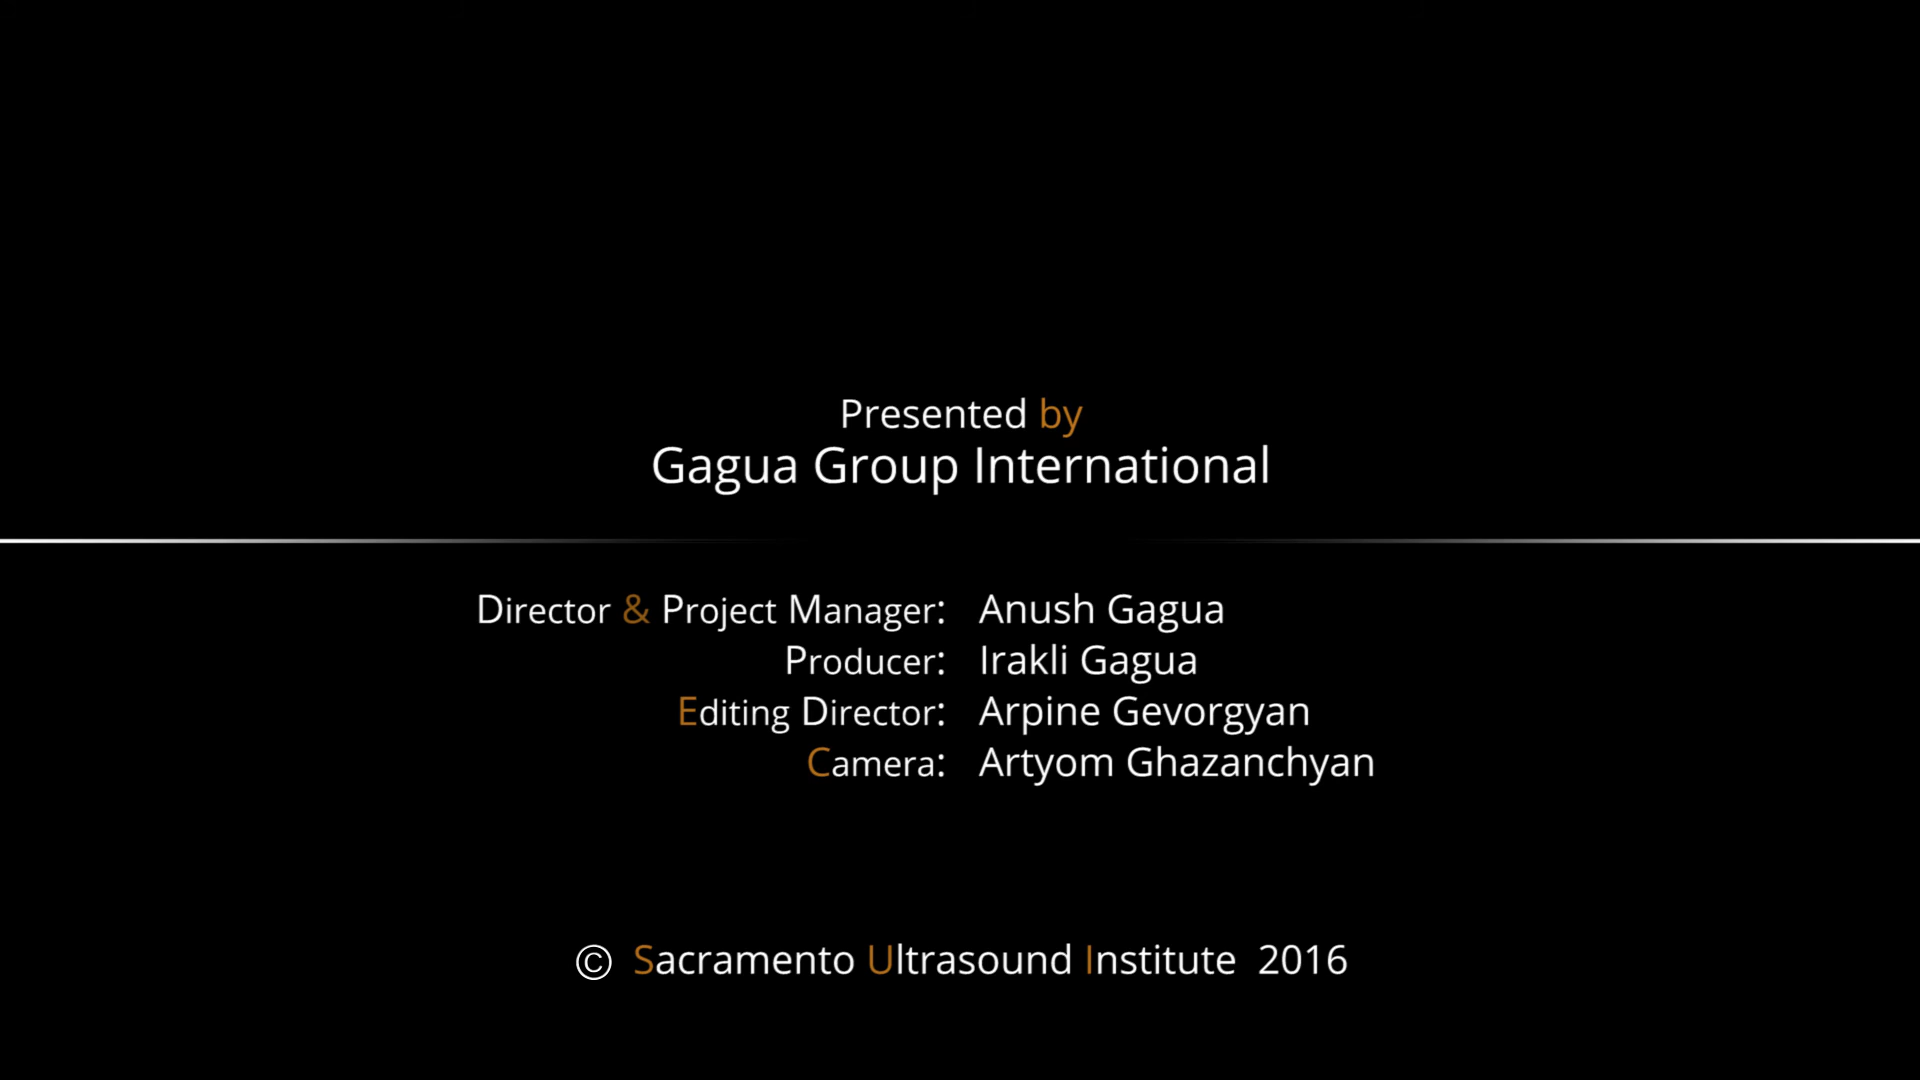 Presented by
Gagua Group International
Director & Project Manager: Anush Gagua
Producer: Irakli Gagua
Editing Director: Arpine Gevorgyan
Camera: Artyom Ghazanchyan
© Sacramento Ultrasound Institute 2016